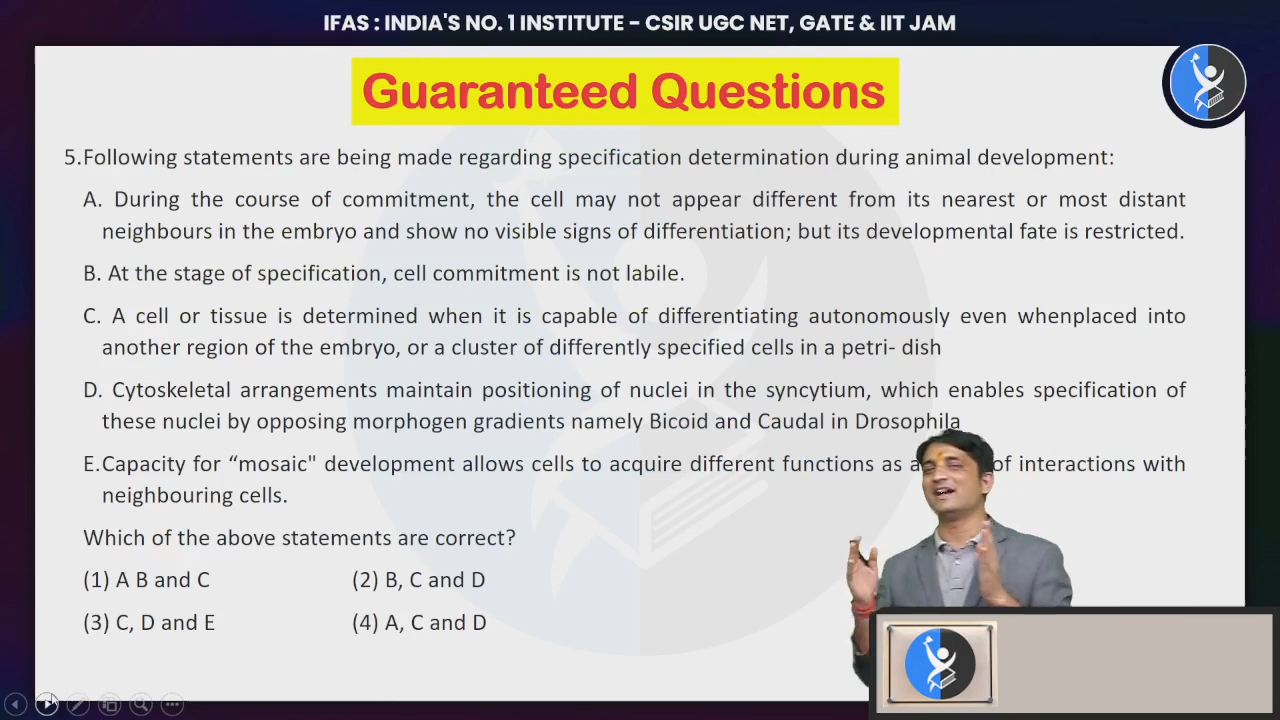 IFAS : INDIA'S NO. 1 INSTITUTE – CSIR UGC NET, GATE & IIT JAM
Guaranteed Questions
5.Following statements are being made regarding specification determination during animal development:
A. During the course of commitment, the cell may not appear different from its nearest or most distant
neighbours in the embryo and show no visible signs of differentiation; but its developmental fate is restricted.
B. At the stage of specification, cell commitment is not labile.
C. A cell or tissue is determined when it is capable of differentiating autonomously even whenplaced into
another region of the embryo, or a cluster of differently specified cells in a petri- dish
D. Cytoskeletal arrangements maintain positioning of nuclei in the syncytium, which enables specification of
these nuclei by opposing morphogen gradients namely Bicoid and Caudal in Drosophila
E.Capacity for “mosaic" development allows cells to acquire different functions as a of interactions with
neighbouring cells.
Which of the above statements are correct?
(1) A B and C (2) B, C and D
(3) C, D and E (4) A, C and D